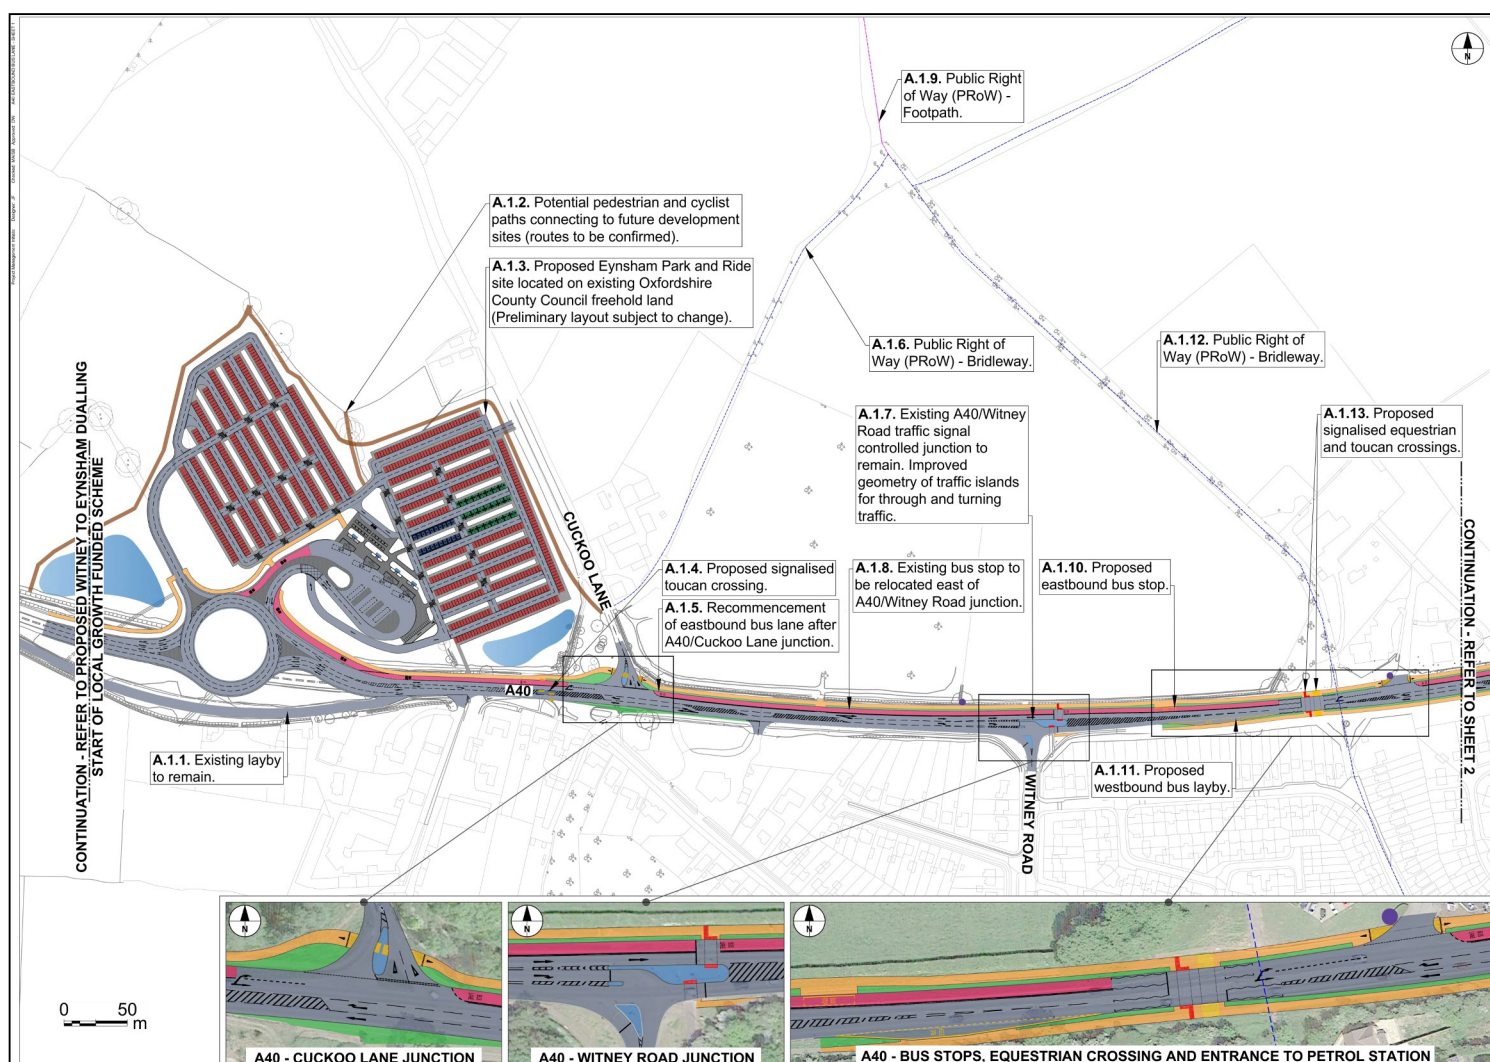 N
A.1.9. Public Right
of Way (PRoW) -
Footpath.
A.1.2. Potential pedestrian and cyclist
paths connecting to future development
sites (routes to be confirmed).
A.1.3. Proposed Eynsham Park and Ride
site located on existing Oxfordshire
County Council freehold land
(Preliminary layout subject to change).
A.1.6. Public Right of
Way (PRoW) - Bridleway.
A.1.12. Public Right of
Way (PRoW) - Bridleway.
A.1.7. Existing A40/Witney
Road traffic signal
controlled junction to
remain. Improved
geometry of traffic islands
for through and turning
traffic.
A.1.13. Proposed
signalised equestrian
and toucan crossings.
CONTINUATION - REFER TO PROPOSED WITNEY TO EYNSHAM DUALLING
START OF LOCAL GROWTH FUNDED SCHEME
CUCKOO LANE
A.1.4. Proposed signalised
toucan crossing.
A.1.5. Recommencement
of eastbound bus lane after
A40/Cuckoo Lane junction.
A.1.8. Existing bus stop to
be relocated east of
A40/Witney Road junction.
A.1.10. Proposed
eastbound bus stop.
CONTINUATION - REFER TO SHEET 2
A40
A.1.1. Existing layby
to remain.
A.1.11. Proposed
westbound bus layby.
WITNEY ROAD
0 50
m
N
N
N
A40 - CUCKOO LANE JUNCTION
A40 - WITNEY ROAD JUNCTION
A40 - BUS STOPS, EQUESTRIAN CROSSING AND ENTRANCE TO PETROL STATION